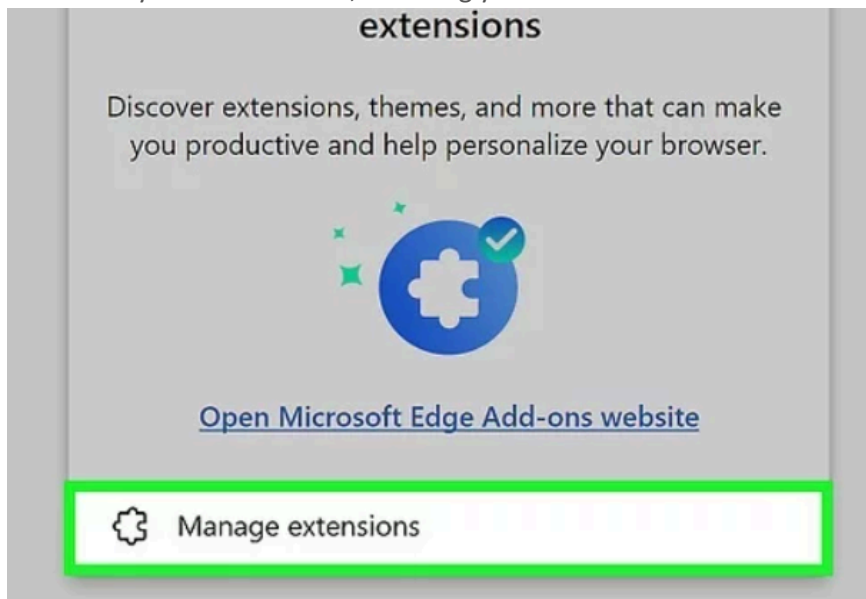 extensions
Discover extensions, themes, and more that can make
you productive and help personalize your browser.
Open Microsoft Edge Add-ons website
Manage extensions